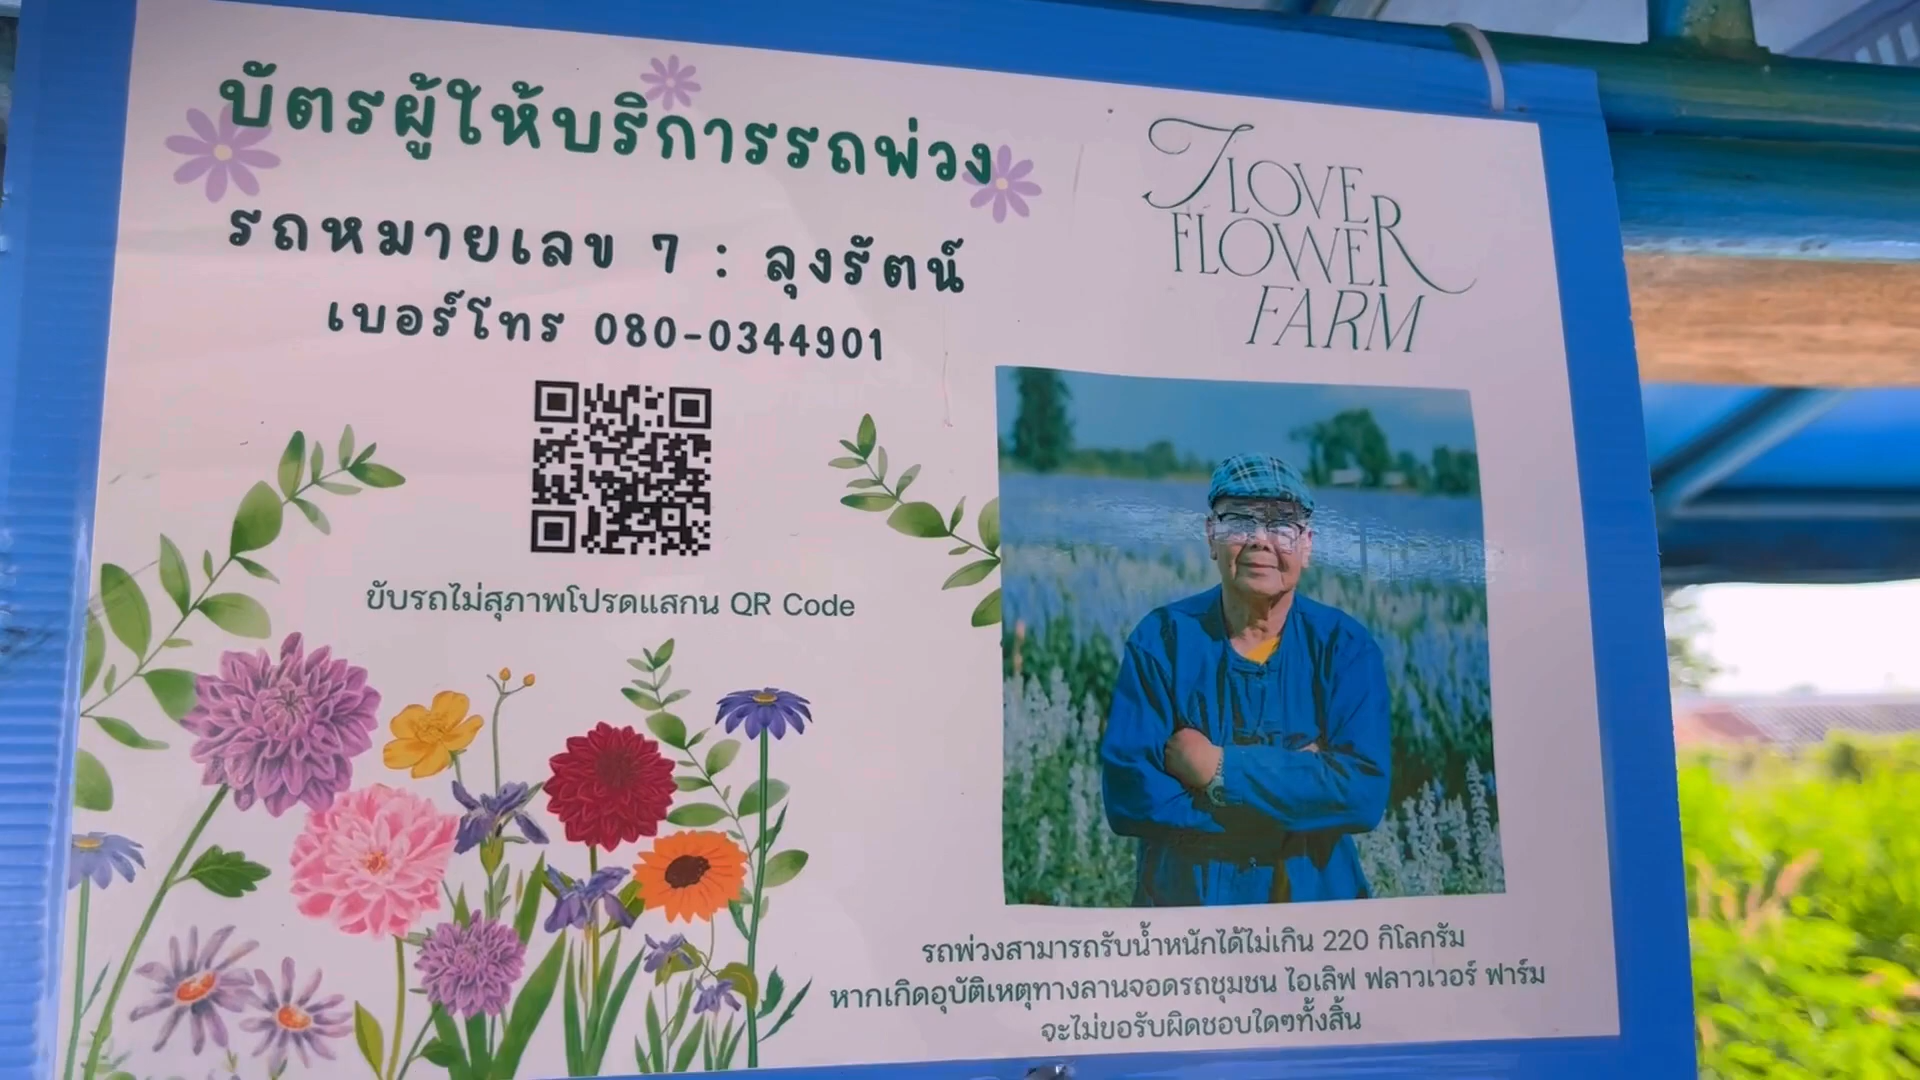 บัตรผู้ให้บริการรถพ่วง
รถหมายเลข 7 : ลุงรัตน์
เบอร์โทร 080-0344901
ขับรถไม่สุภาพโปรดแสกน QR Code
I LOVE
FLOWER
FARM
รถพ่วงสามารถรับน้ำหนักได้ไม่เกิน 220 กิโลกรัม
หากเกิดอุบัติเหตุทางลานจอดรถชุมชน ไอเลิฟ ฟลาวเวอร์ ฟาร์ม
จะไม่ขอรับผิดชอบใดๆทั้งสิ้น